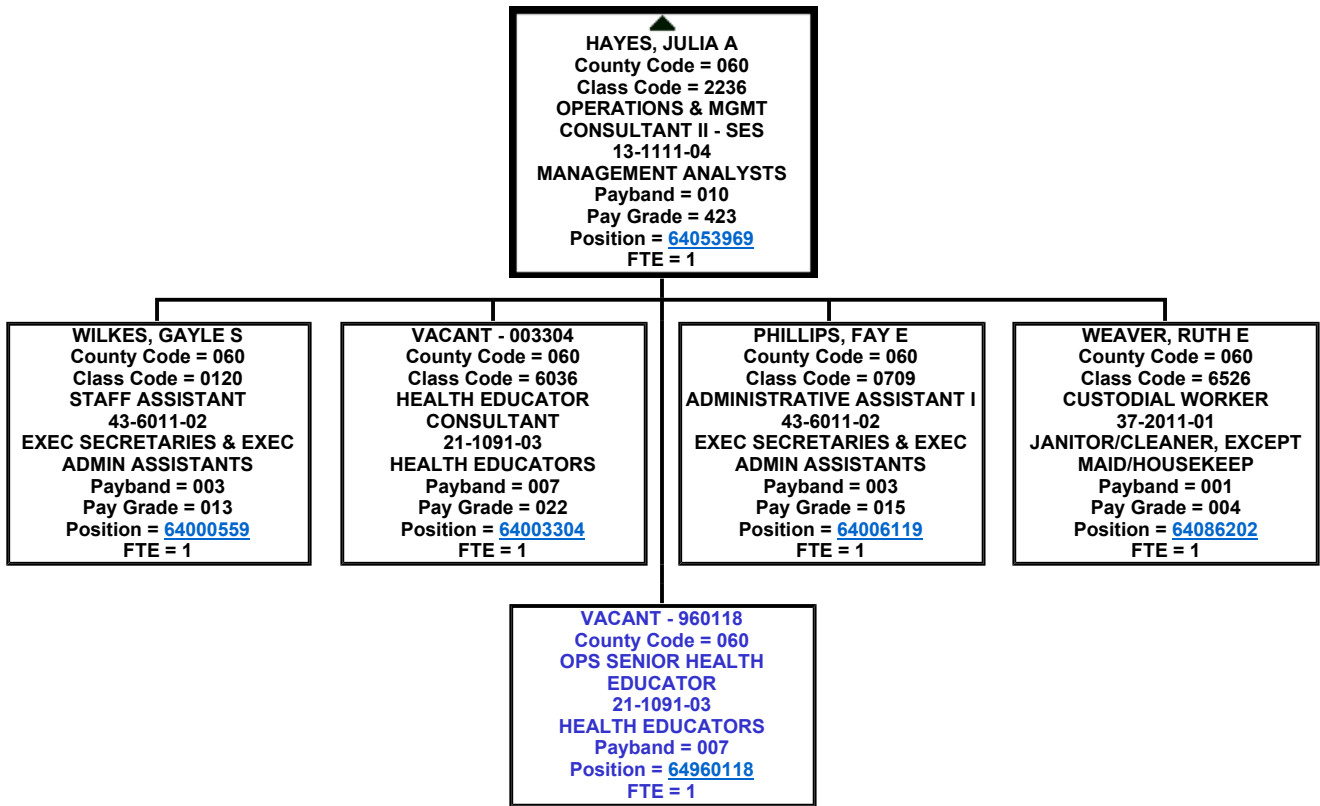 HAYES, JULIA A
County Code = 060
Class Code = 2236
OPERATIONS & MGMT
CONSULTANT II - SES
13-1111-04
MANAGEMENT ANALYSTS
Payband = 010
Pay Grade = 423
Position = 64053969
FTE = 1
WILKES, GAYLE S
County Code = 060
Class Code = 0120
STAFF ASSISTANT
43-6011-02
EXEC SECRETARIES & EXEC
ADMIN ASSISTANTS
Payband = 003
Pay Grade = 013
Position = 64000559
FTE = 1
VACANT - 003304
County Code = 060
Class Code = 6036
HEALTH EDUCATOR
CONSULTANT
21-1091-03
HEALTH EDUCATORS
Payband = 007
Pay Grade = 022
Position = 64003304
FTE = 1
PHILLIPS, FAY E
County Code = 060
Class Code = 0709
ADMINISTRATIVE ASSISTANT I
43-6011-02
EXEC SECRETARIES & EXEC
ADMIN ASSISTANTS
Payband = 003
Pay Grade = 015
Position = 64006119
FTE = 1
WEAVER, RUTH E
County Code = 060
Class Code = 6526
CUSTODIAL WORKER
37-2011-01
JANITOR/CLEANER, EXCEPT
MAID/HOUSEKEEP
Payband = 001
Pay Grade = 004
Position = 64086202
FTE = 1
VACANT - 960118
County Code = 060
OPS SENIOR HEALTH
EDUCATOR
21-1091-03
HEALTH EDUCATORS
Payband = 007
Position = 64960118
FTE = 1